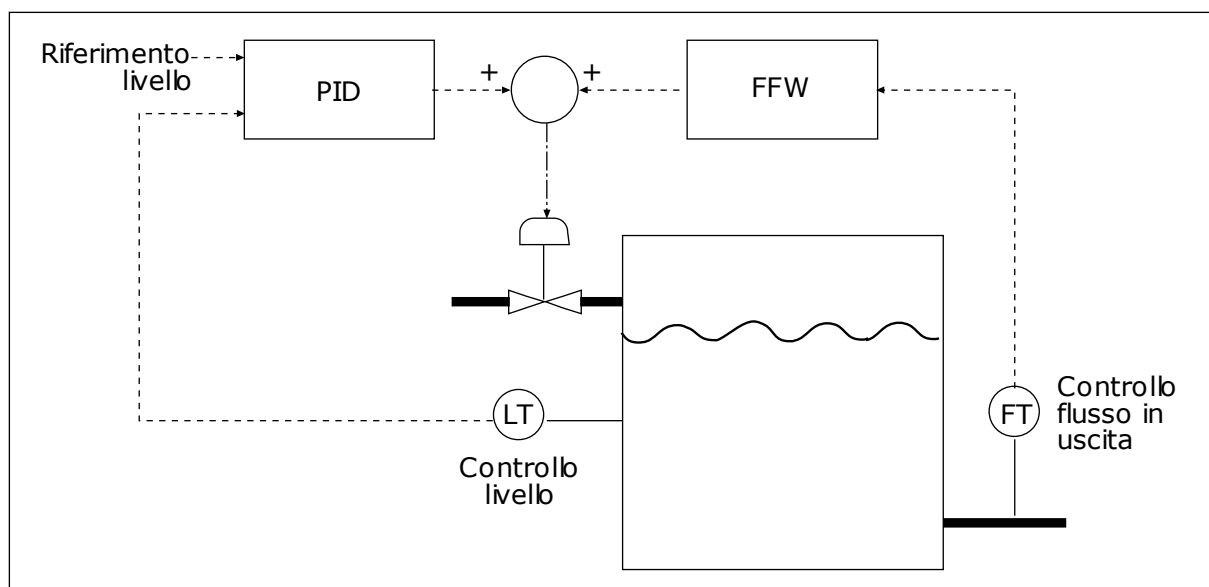 Riferimento
livello
PID
+
+
FFW
LT
Controllo
livello
FT
Controllo
flusso in
uscita